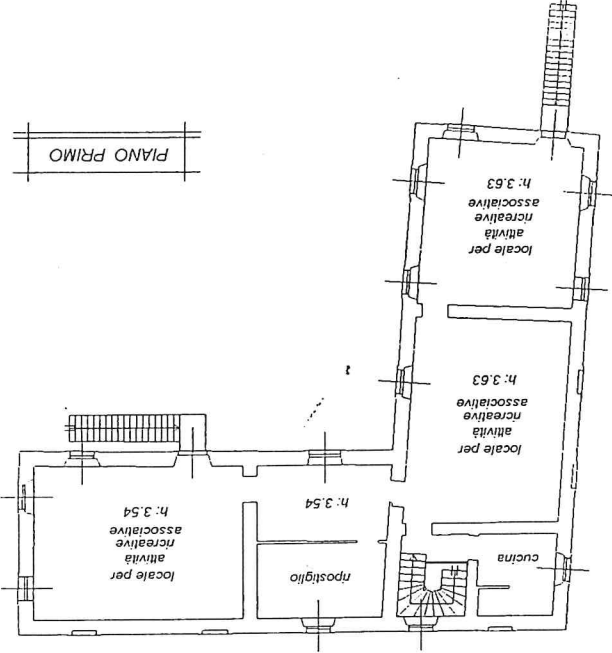 cucina
ripostiglio
locale per
attività
ricreative
associative
h: 3.54
h: 3.54
locale per
attività
ricreative
associative
h: 3.63
locale per
attività
ricreative
associative
h: 3.63
PIANO PRIMO